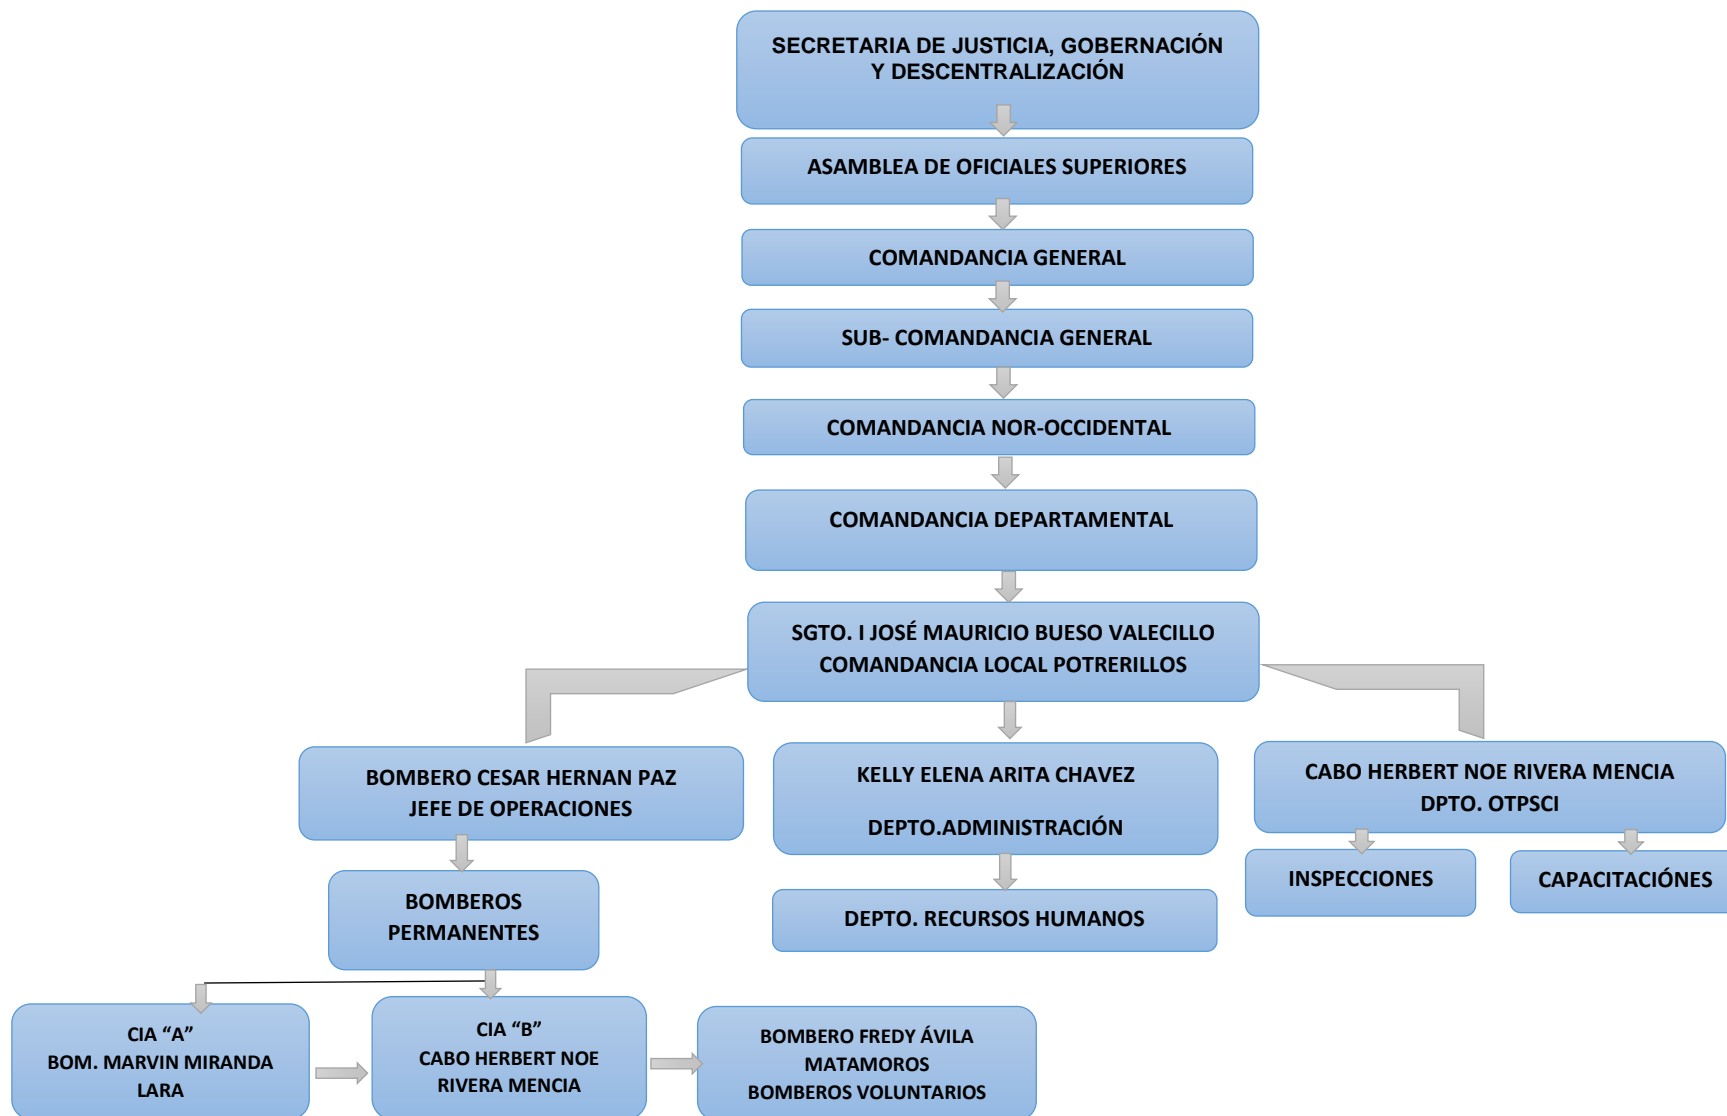 SECRETARIA DE JUSTICIA, GOBERNACIÓN
Y DESCENTRALIZACIÓN
ASAMBLEA DE OFICIALES SUPERIORES
COMANDANCIA GENERAL
SUB- COMANDANCIA GENERAL
COMANDANCIA NOR-OCCIDENTAL
COMANDANCIA DEPARTAMENTAL
SGTO. I JOSÉ MAURICIO BUESO VALECILLO
COMANDANCIA LOCAL POTRERILLOS
BOMBERO CESAR HERNAN PAZ
JEFE DE OPERACIONES
KELLY ELENA ARITA CHAVEZ
DEPTO.ADMINISTRACIÓN
CABO HERBERT NOE RIVERA MENCIA
DPTO. OTPSCI
BOMBEROS
PERMANENTES
DEPTO. RECURSOS HUMANOS
INSPECCIONES
CAPACITACIÓNES
CIA “A”
BOM. MARVIN MIRANDA
LARA
CIA “B”
CABO HERBERT NOE
RIVERA MENCIA
BOMBERO FREDY ÁVILA
MATAMOROS
BOMBEROS VOLUNTARIOS